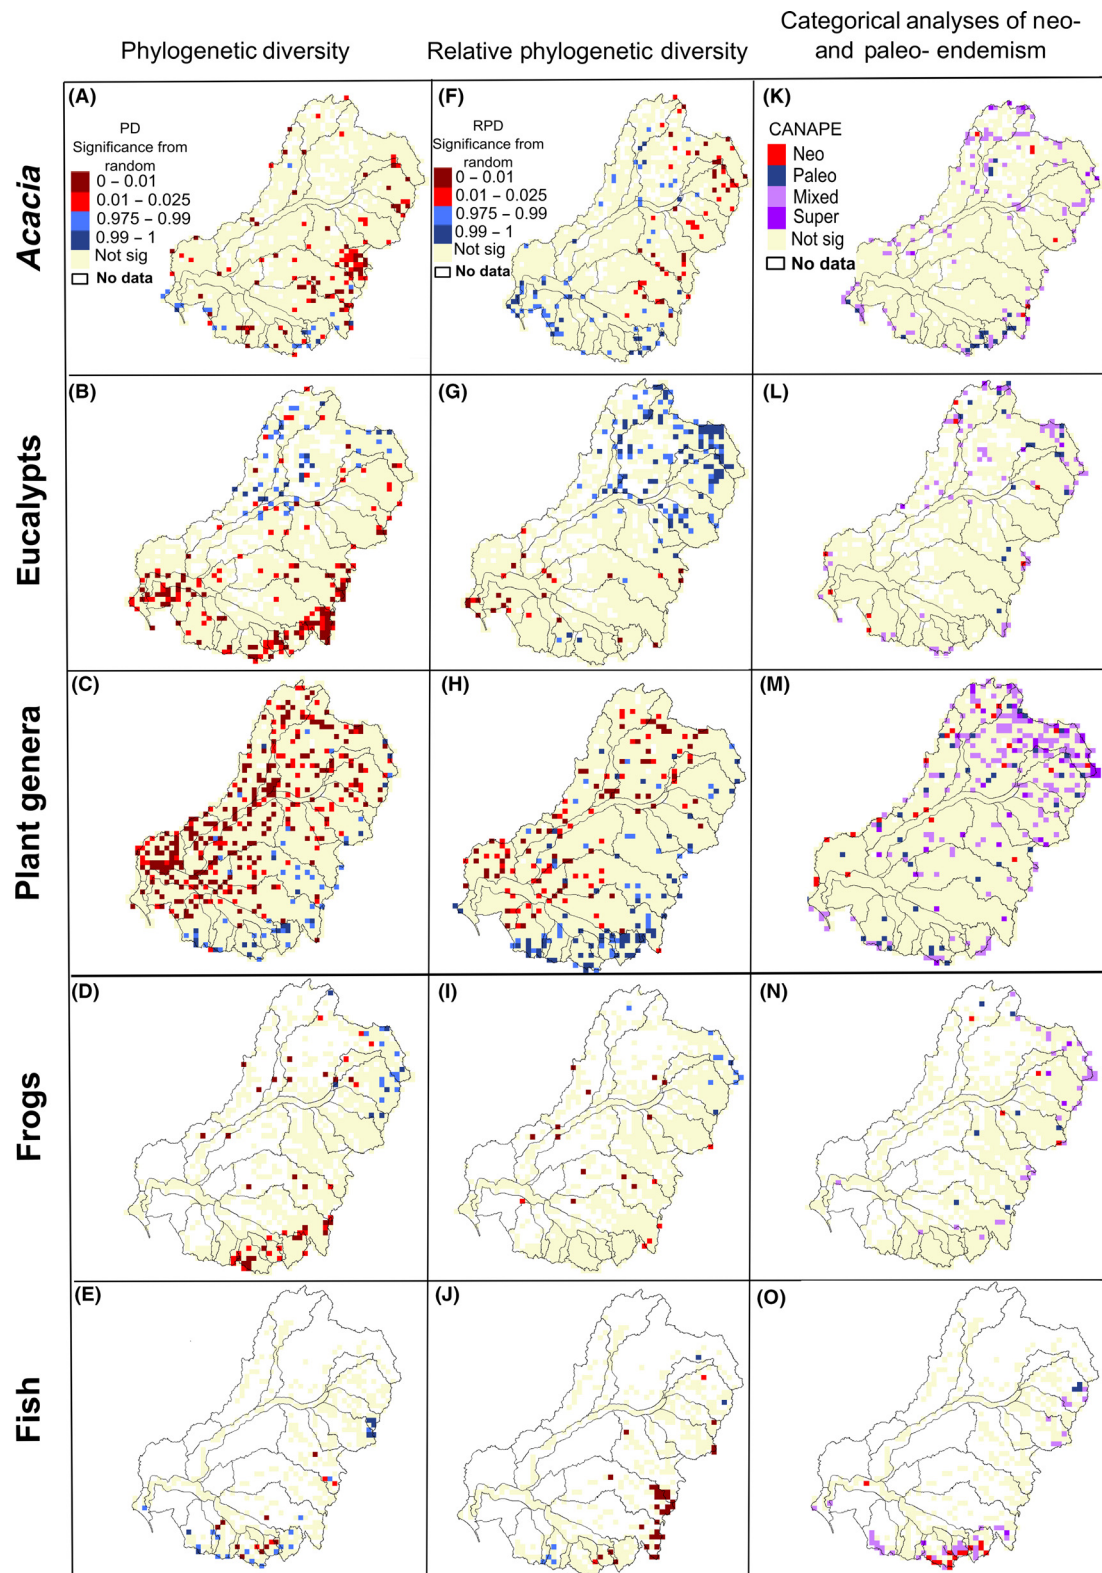 Phylogenetic diversity
Relative phylogenetic diversity
Categorical analyses of neo-
and paleo- endemism
Acacia
(A)
PD
Significance from
random
0 – 0.01
0.01 – 0.025
0.975 – 0.99
0.99 – 1
Not sig
No data
(F)
RPD
Significance from
random
0 – 0.01
0.01 – 0.025
0.975 – 0.99
0.99 – 1
Not sig
No data
(K)
CANAPE
Neo
Paleo
Mixed
Super
Not sig
No data
Eucalypts
(B)
(G)
(L)
Plant genera
(C)
(H)
(M)
Frogs
(D)
(I)
(N)
Fish
(E)
(J)
(O)